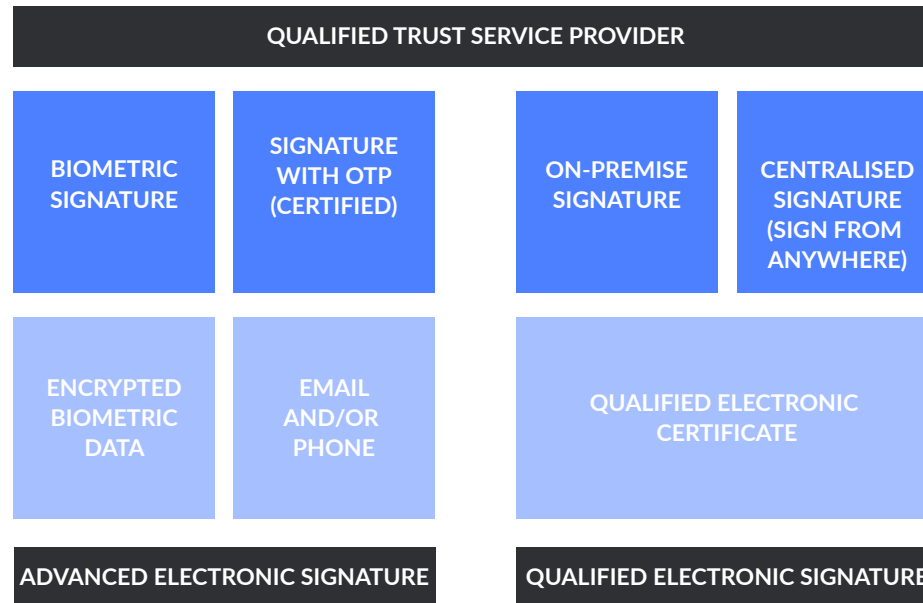 QUALIFIED TRUST SERVICE PROVIDER
BIOMETRIC
SIGNATURE
SIGNATURE
WITH OTP
(CERTIFIED)
ON-PREMISE
SIGNATURE
CENTRALISED
SIGNATURE
(SIGN FROM
ANYWHERE)
ENCRYPTED
BIOMETRIC
DATA
EMAIL
AND/OR
PHONE
QUALIFIED ELECTRONIC
CERTIFICATE
ADVANCED ELECTRONIC SIGNATURE
QUALIFIED ELECTRONIC SIGNATURE